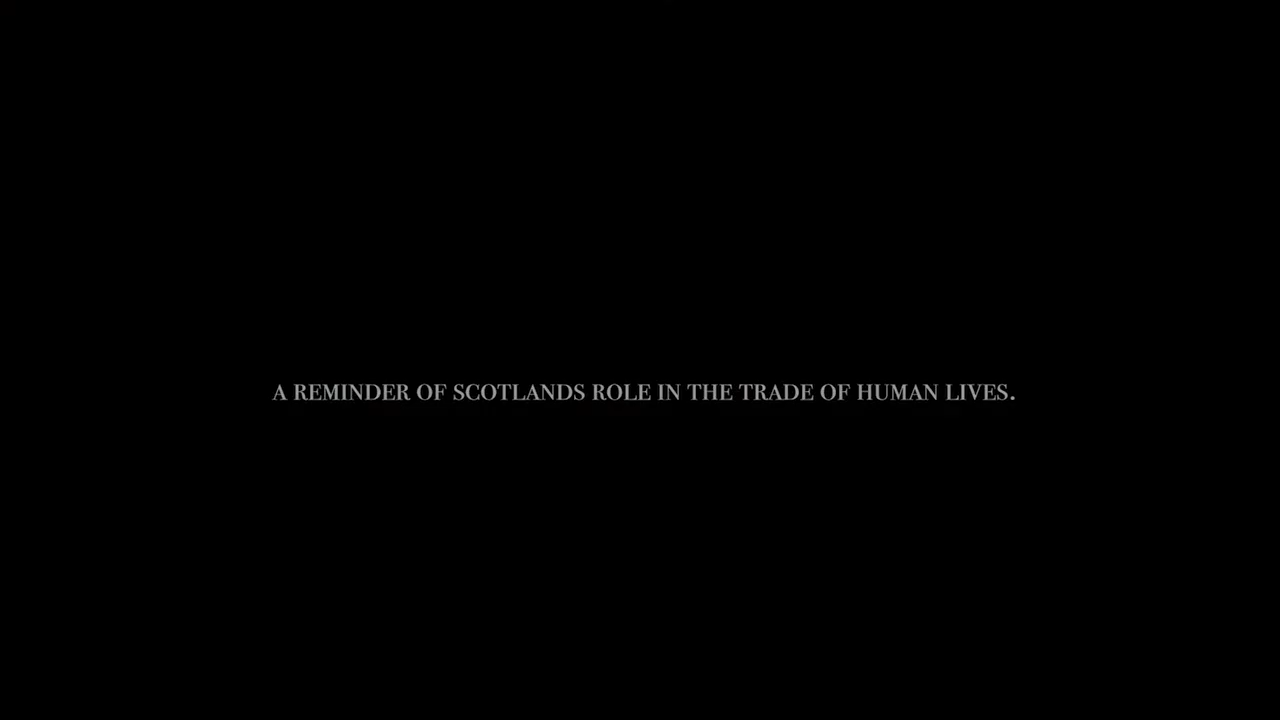 A REMINDER OF SCOTLANDS ROLE IN THE TRADE OF HUMAN LIVES.